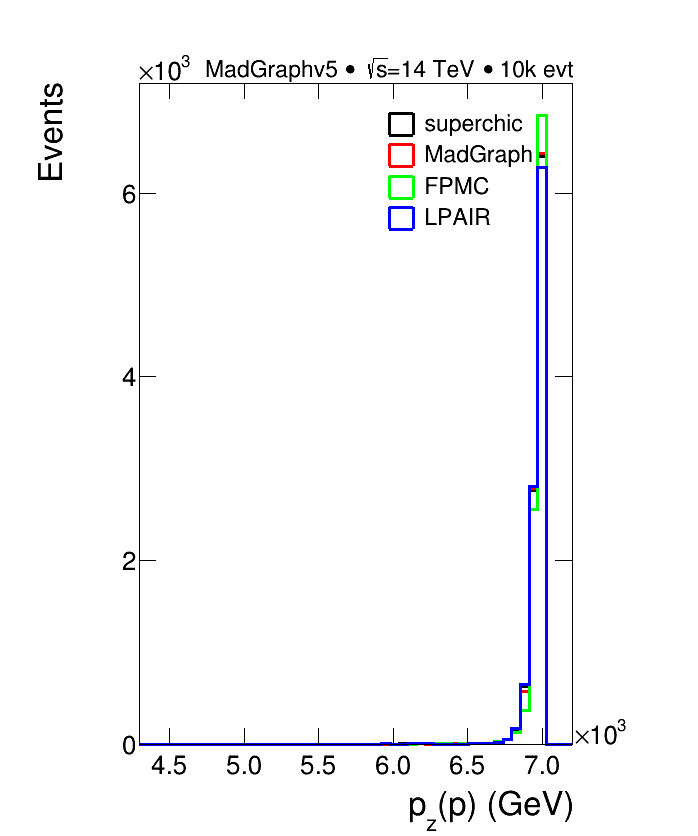 ×10³ MadGraphv5 • √s=14 TeV • 10k evt
Events
superchic
MadGraph
FPMC
LPAIR
6
4
2
0
×10³
4.5 5.0 5.5 6.0 6.5 7.0
p_z(p) (GeV)